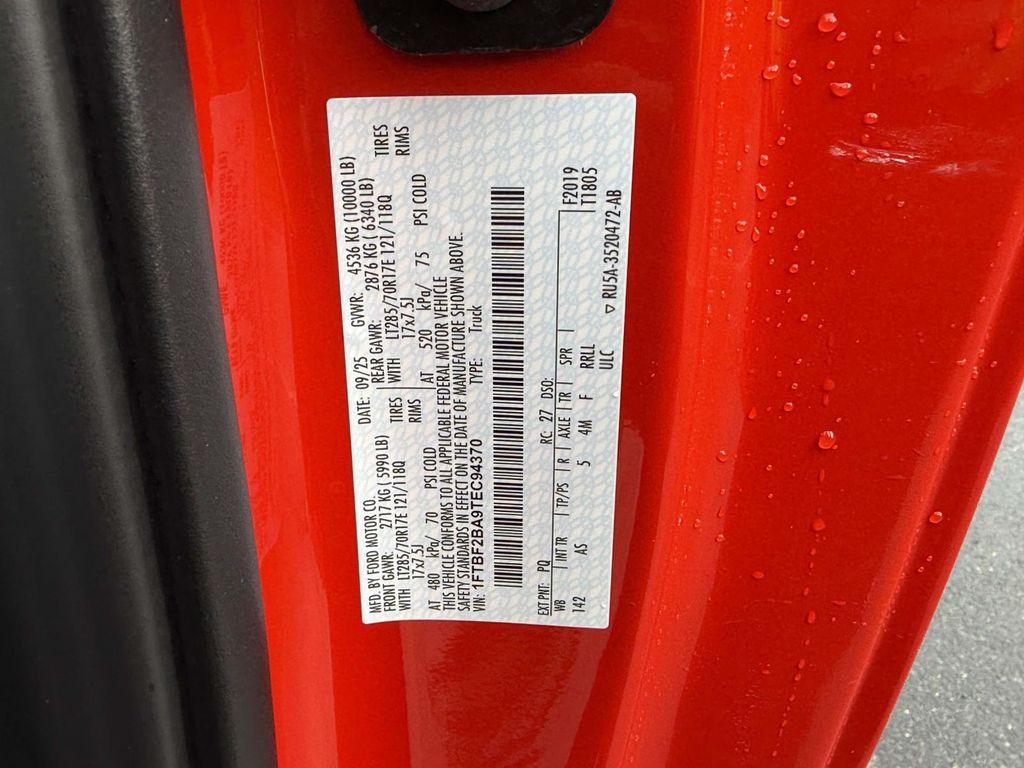 MFD. BY FORD MOTOR CO.
DATE: 09/25 GVWR: 4536 KG (10000 LB)
FRONT GAWR: 2717 KG ( 5990 LB) REAR GAWR: 2876 KG ( 6340 LB)
WITH LT285/70R17E 121/118Q TIRES WITH LT285/70R17E 121/118Q TIRES
17x7.5J RIMS 17x7.5J RIMS
AT 480 kPa/ 70 PSI COLD AT 520 kPa/ 75 PSI COLD
THIS VEHICLE CONFORMS TO ALL APPLICABLE FEDERAL MOTOR VEHICLE
SAFETY STANDARDS IN EFFECT ON THE DATE OF MANUFACTURE SHOWN ABOVE.
VIN: 1FTBF2BA9TEC94370 TYPE: Truck
EXT PNT: PQ RC: 27 DSO: F2019
WB INT TR TP/PS R AXLE TR SPR T1805
142 AS 5 4M F RRLL
ULC RU5A-3520472-AB